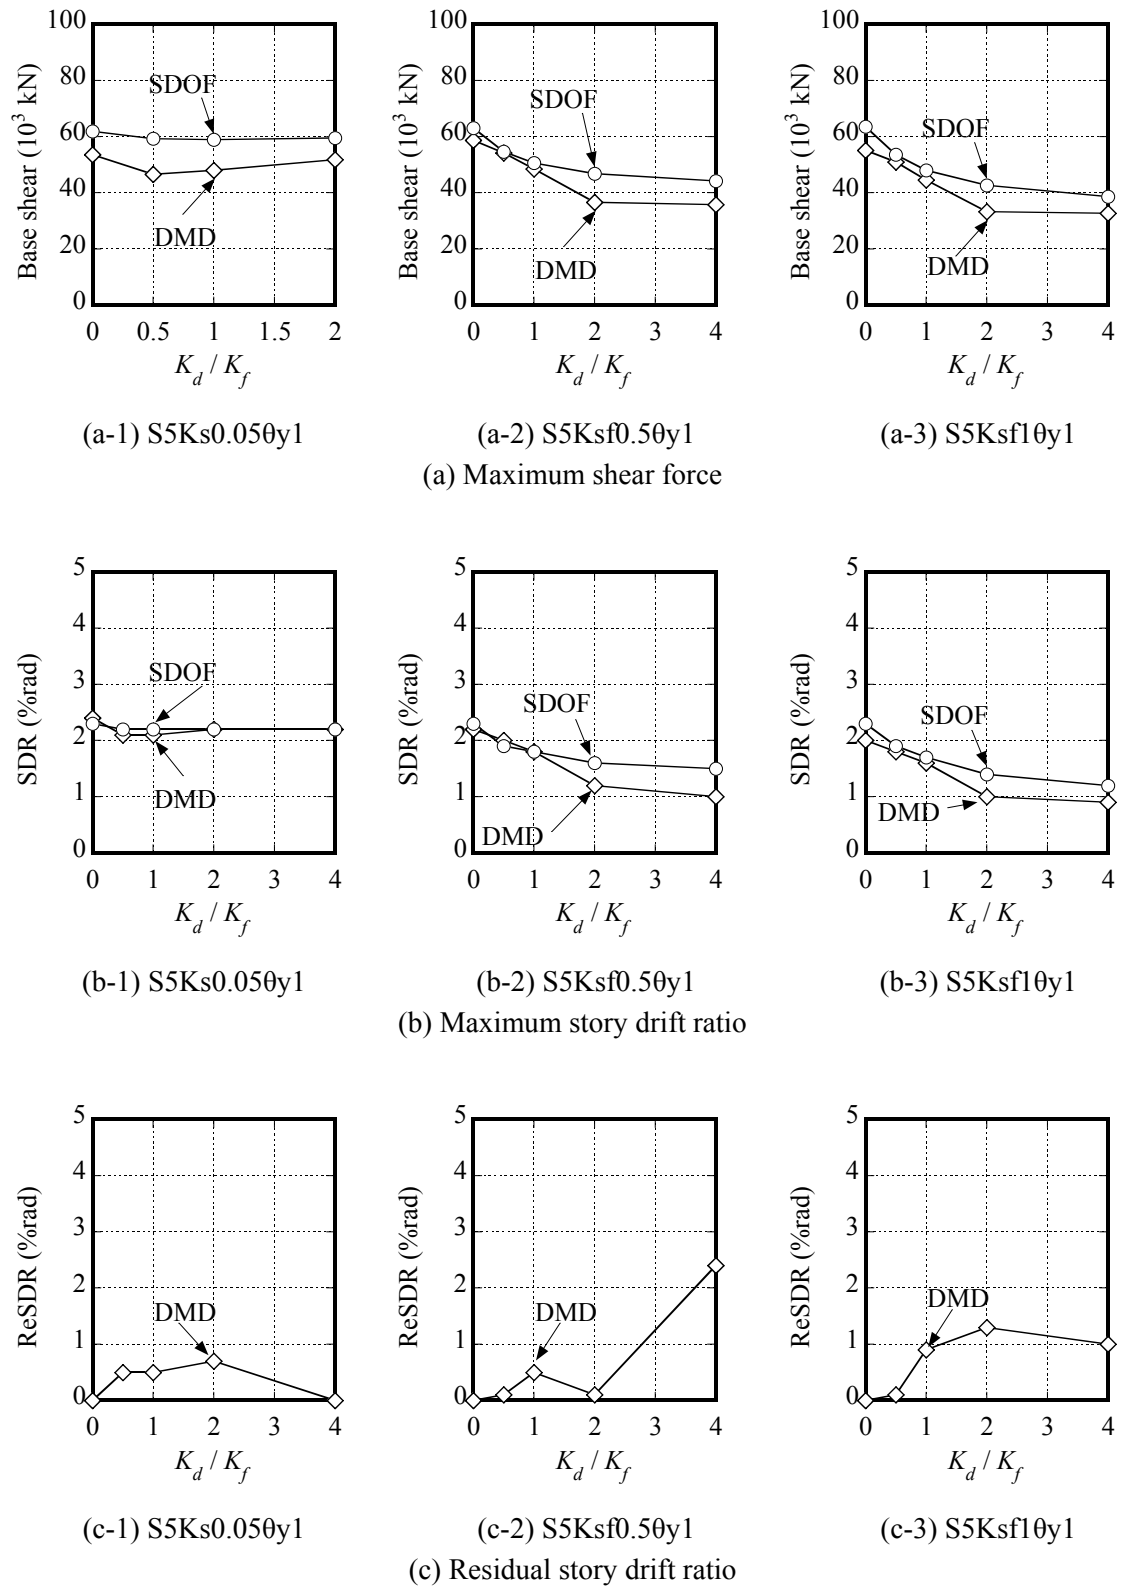 100
80
60
40
20
0
Base shear (10³ kN)
SDOF
DMD
0 0.5 1 1.5 2
K_d / K_f
(a-1) S5Ks0.05θy1
100
80
60
40
20
0
Base shear (10³ kN)
SDOF
DMD
0 1 2 3 4
K_d / K_f
(a-2) S5Ksf0.5θy1
100
80
60
40
20
0
Base shear (10³ kN)
SDOF
DMD
0 1 2 3 4
K_d / K_f
(a-3) S5Ksf1θy1
(a) Maximum shear force
5
4
3
2
1
0
SDR (%rad)
SDOF
DMD
0 1 2 4
K_d / K_f
(b-1) S5Ks0.05θy1
5
4
3
2
1
0
SDR (%rad)
SDOF
DMD
0 1 2 3 4
K_d / K_f
(b-2) S5Ksf0.5θy1
5
4
3
2
1
0
SDR (%rad)
SDOF
DMD
0 1 2 3 4
K_d / K_f
(b-3) S5Ksf1θy1
(b) Maximum story drift ratio
5
4
3
2
1
0
ReSDR (%rad)
DMD
0 1 2 3 4
K_d / K_f
(c-1) S5Ks0.05θy1
5
4
3
2
1
0
ReSDR (%rad)
DMD
0 1 2 3 4
K_d / K_f
(c-2) S5Ksf0.5θy1
5
4
3
2
1
0
ReSDR (%rad)
DMD
0 1 2 3 4
K_d / K_f
(c-3) S5Ksf1θy1
(c) Residual story drift ratio